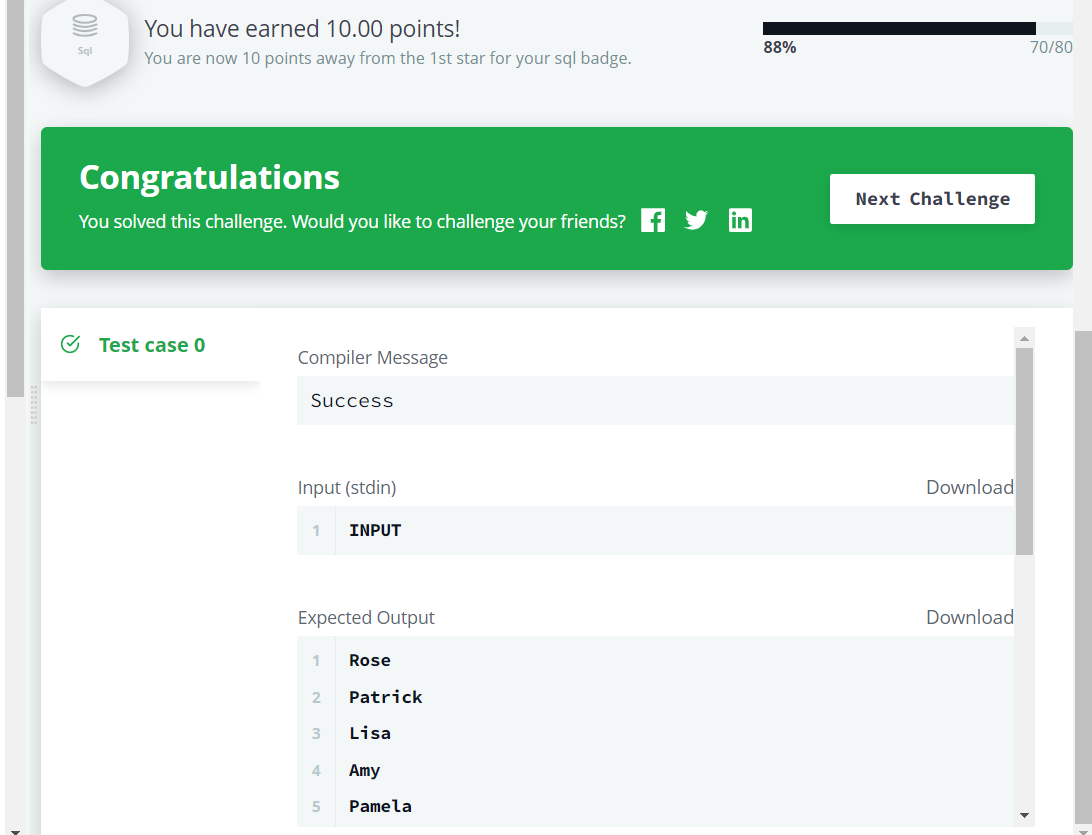 Sql
You have earned 10.00 points!
You are now 10 points away from the 1st star for your sql badge.
88%
70/80
Congratulations
You solved this challenge. Would you like to challenge your friends?
Next Challenge
Test case 0
Compiler Message
Success
Input (stdin)
Download
1 INPUT
Expected Output
Download
1 Rose
2 Patrick
3 Lisa
4 Amy
5 Pamela